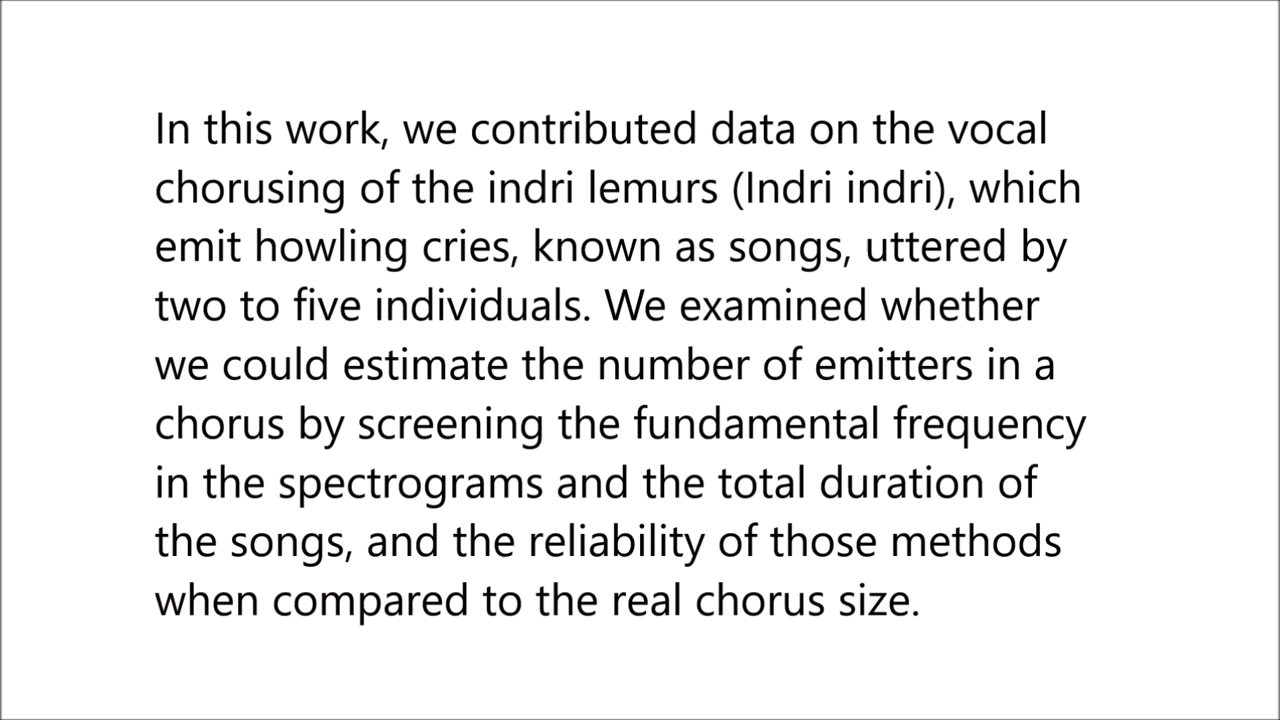 In this work, we contributed data on the vocal
chorusing of the indri lemurs (Indri indri), which
emit howling cries, known as songs, uttered by
two to five individuals. We examined whether
we could estimate the number of emitters in a
chorus by screening the fundamental frequency
in the spectrograms and the total duration of
the songs, and the reliability of those methods
when compared to the real chorus size.